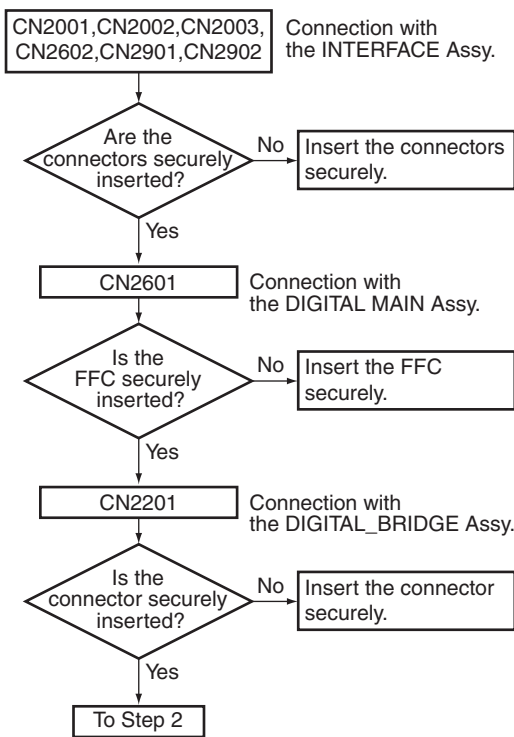 CN2001,CN2002,CN2003,
CN2602,CN2901,CN2902
Connection with
the INTERFACE Assy.
Are the
connectors securely
inserted?
No
Insert the connectors
securely.
Yes
CN2601
Connection with
the DIGITAL MAIN Assy.
Is the
FFC securely
inserted?
No
Insert the FFC
securely.
Yes
CN2201
Connection with
the DIGITAL_BRIDGE Assy.
Is the
connector securely
inserted?
No
Insert the connector
securely.
Yes
To Step 2